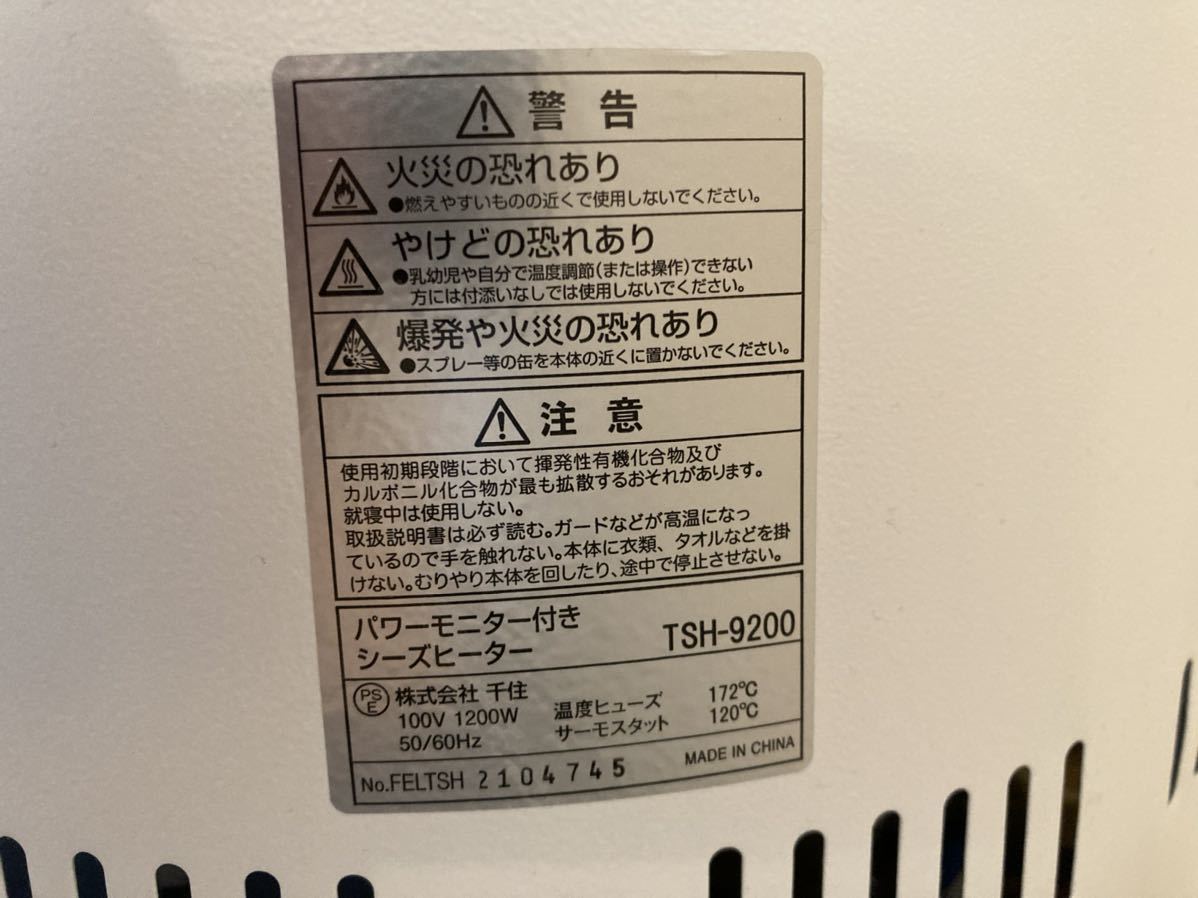 警告
火災の恐れあり
●燃えやすいものの近くで使用しないでください。
やけどの恐れあり
●乳幼児や自分で温度調節(または操作)できない
方には付添いなしでは使用しないでください。
爆発や火災の恐れあり
●スプレー等の缶を本体の近くに置かないでください。
注意
使用初期段階において揮発性有機化合物及び
カルボニル化合物が最も拡散するおそれがあります。
就寝中は使用しない。
取扱説明書は必ず読む。ガードなどが高温になっ
ているので手を触れない。本体に衣類、タオルなどを掛
けない。むりやり本体を回したり、途中で停止させない。
パワーモニター付き
シーズヒーター TSH-9200
PSE 株式会社 千住
100V 1200W 温度ヒューズ 172℃
50/60Hz サーモスタット 120℃
No.FELTSH 2104745 MADE IN CHINA